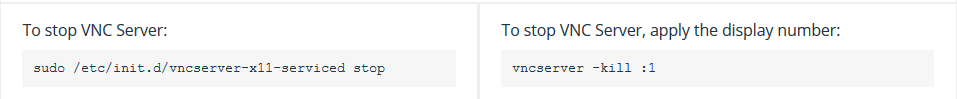 To stop VNC Server:
sudo /etc/init.d/vncserver-x11-serviced stop
To stop VNC Server, apply the display number:
vncserver -kill :1